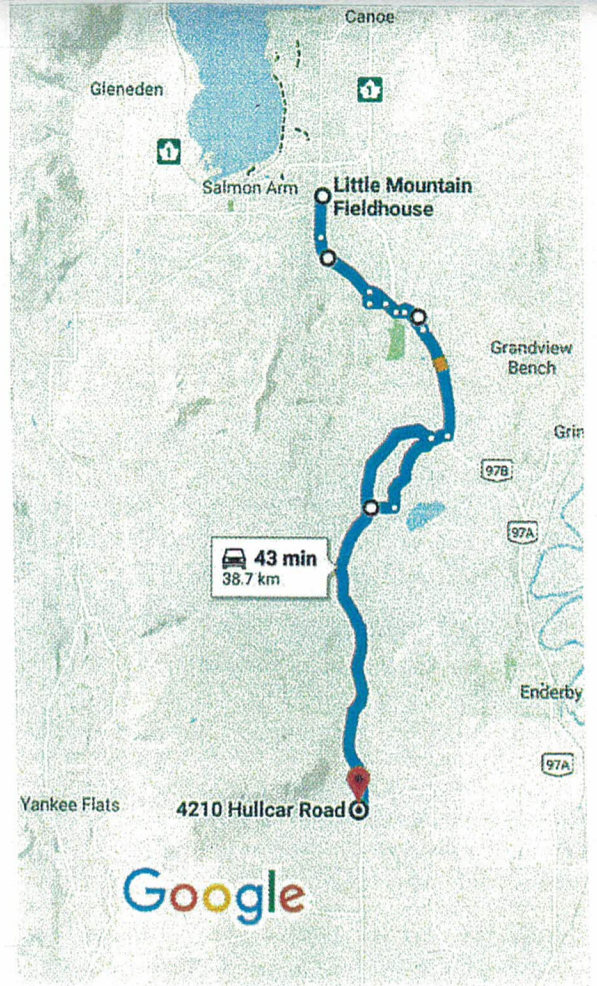 Canoe
Gleneden
1
1
Salmon Arm
Little Mountain
Fieldhouse
Grandview
Bench
Grin
97B
97A
43 min
38.7 km
Enderby
97A
Yankee Flats
4210 Hullcar Road
Google